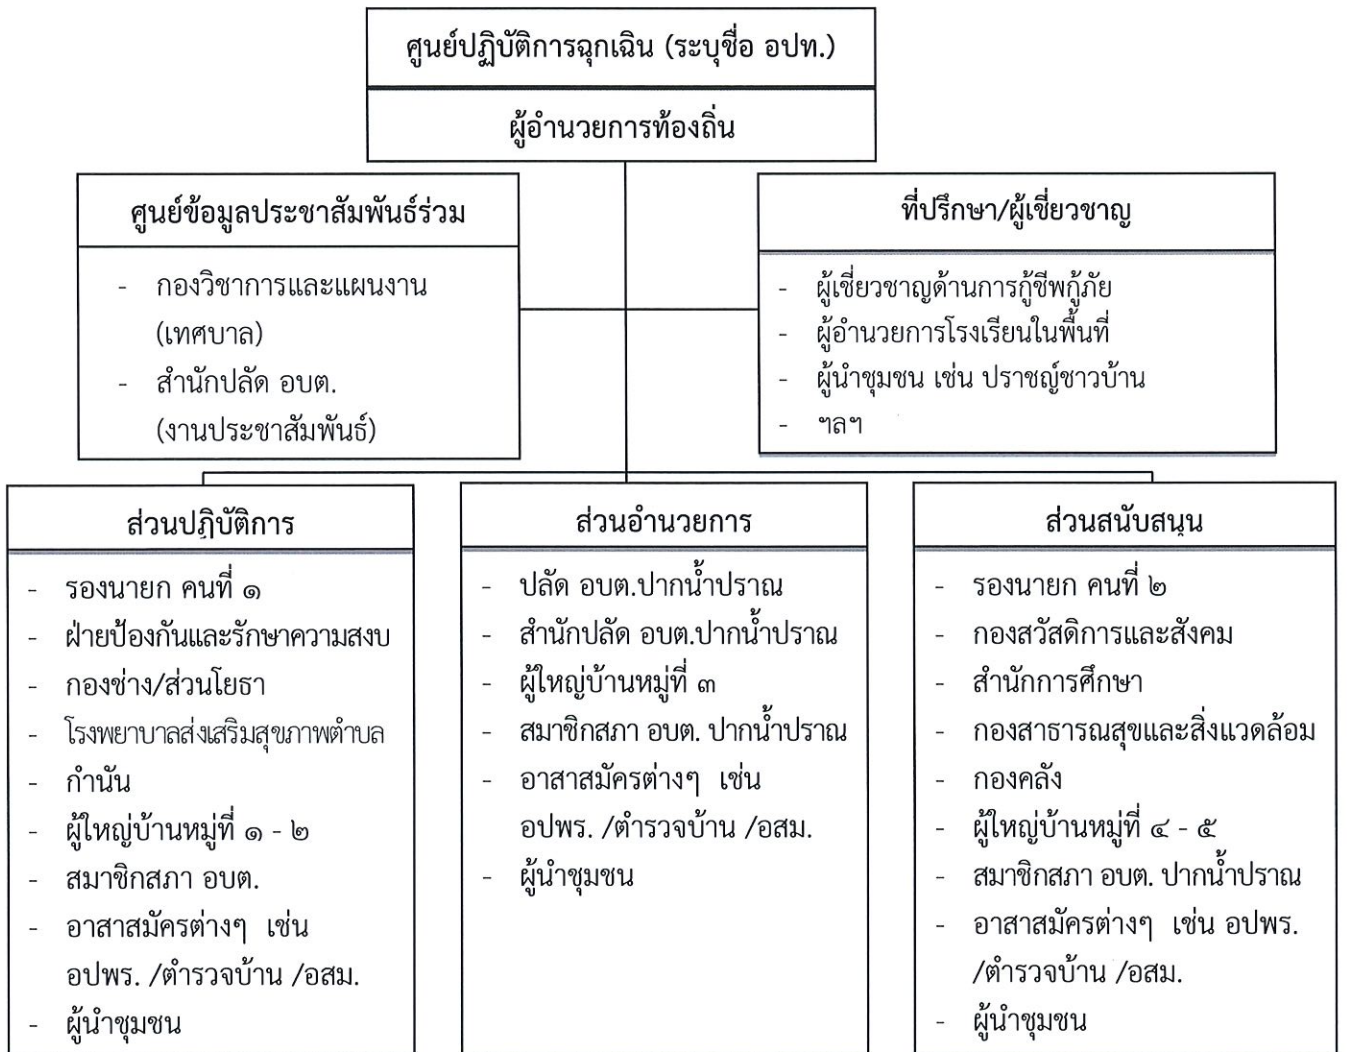 ศูนย์ปฏิบัติการฉุกเฉิน (ระบุชื่อ อปท.)
ผู้อำนวยการท้องถิ่น
ศูนย์ข้อมูลประชาสัมพันธ์ร่วม
- กองวิชาการและแผนงาน
(เทศบาล)
- สำนักปลัด อบต.
(งานประชาสัมพันธ์)
ที่ปรึกษา/ผู้เชี่ยวชาญ
- ผู้เชี่ยวชาญด้านการกู้ชีพกู้ภัย
- ผู้อำนวยการโรงเรียนในพื้นที่
- ผู้นำชุมชน เช่น ปราชญ์ชาวบ้าน
- ฯลฯ
ส่วนปฏิบัติการ
- รองนายก คนที่ ๑
- ฝ่ายป้องกันและรักษาความสงบ
- กองช่าง/ส่วนโยธา
- โรงพยาบาลส่งเสริมสุขภาพตำบล
- กำนัน
- ผู้ใหญ่บ้านหมู่ที่ ๑ - ๒
- สมาชิกสภา อบต.
- อาสาสมัครต่างๆ เช่น
อปพร. /ตำรวจบ้าน /อสม.
- ผู้นำชุมชน
ส่วนอำนวยการ
- ปลัด อบต.ปากน้ำปราณ
- สำนักปลัด อบต.ปากน้ำปราณ
- ผู้ใหญ่บ้านหมู่ที่ ๓
- สมาชิกสภา อบต. ปากน้ำปราณ
- อาสาสมัครต่างๆ เช่น
อปพร. /ตำรวจบ้าน /อสม.
- ผู้นำชุมชน
ส่วนสนับสนุน
- รองนายก คนที่ ๒
- กองสวัสดิการและสังคม
- สำนักการศึกษา
- กองสาธารณสุขและสิ่งแวดล้อม
- กองคลัง
- ผู้ใหญ่บ้านหมู่ที่ ๔ - ๕
- สมาชิกสภา อบต. ปากน้ำปราณ
- อาสาสมัครต่างๆ เช่น อปพร.
/ตำรวจบ้าน /อสม.
- ผู้นำชุมชน